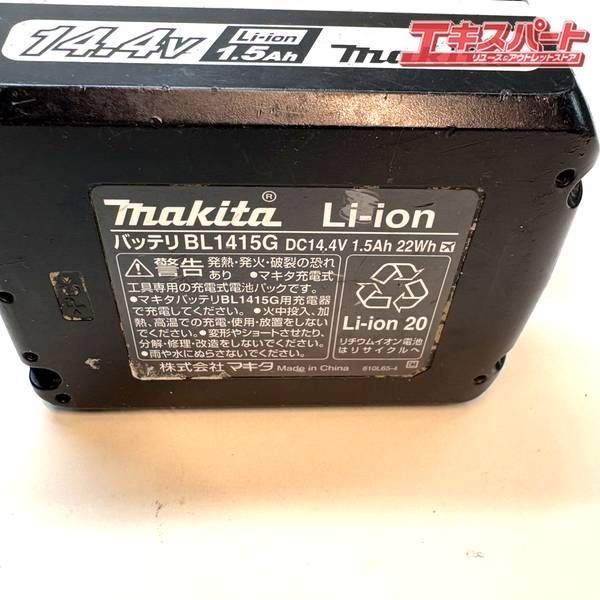 14.4V Li-ion 1.5Ah makita
エキスパート
リユース&アウトレットストア
makita® Li-ion
バッテリ BL1415G DC14.4V 1.5Ah 22Wh
警告 発熱・発火・破裂の恐れ
あり ●マキタ充電式
工具専用の充電式電池パックです。
●マキタバッテリBL1415G用充電器
で充電してください。●火中投入、加
熱、高温での充電・使用・放置をしない
でください。●変形やショートさせたり、
分解・修理・改造をしないでください。
●雨や水にぬらさないでください。
Li-ion 20
リチウムイオン電池
はリサイクルへ
株式会社 マキタ Made in China 810L65-4